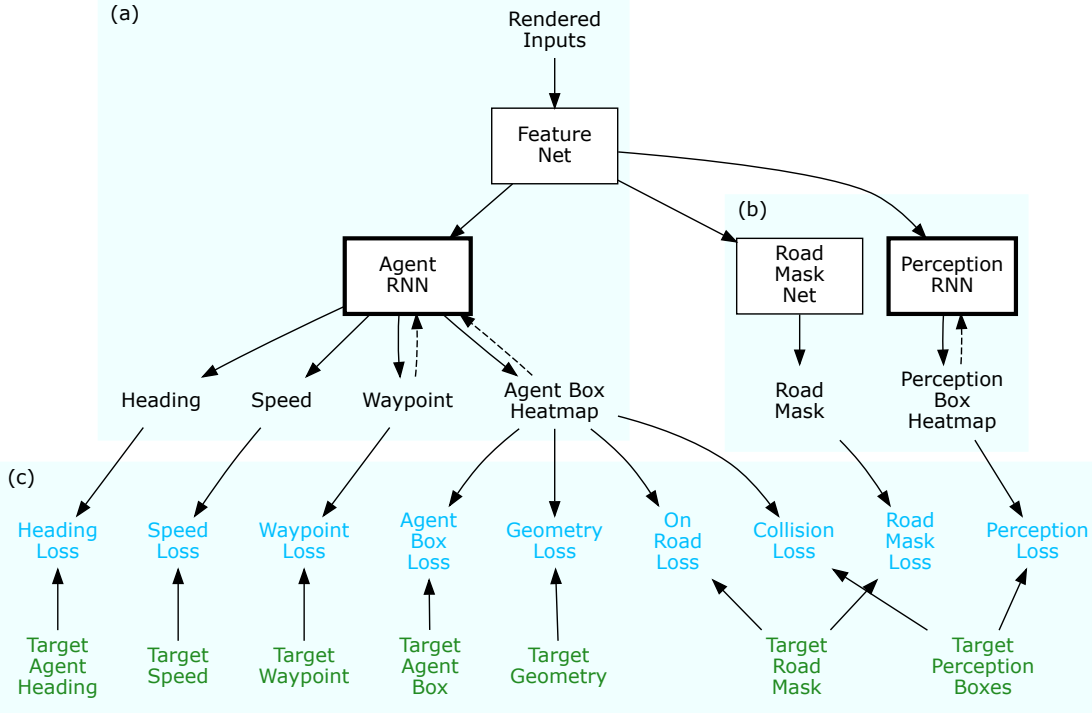 (a)
Rendered
Inputs
Feature
Net
(b)
Agent
RNN
Road
Mask
Net
Perception
RNN
Heading
Speed
Waypoint
Agent Box
Heatmap
Road
Mask
Perception
Box
Heatmap
(c)
Heading
Loss
Speed
Loss
Waypoint
Loss
Agent
Box
Loss
Geometry
Loss
On
Road
Loss
Collision
Loss
Road
Mask
Loss
Perception
Loss
Target
Agent
Heading
Target
Speed
Target
Waypoint
Target
Agent
Box
Target
Geometry
Target
Road
Mask
Target
Perception
Boxes